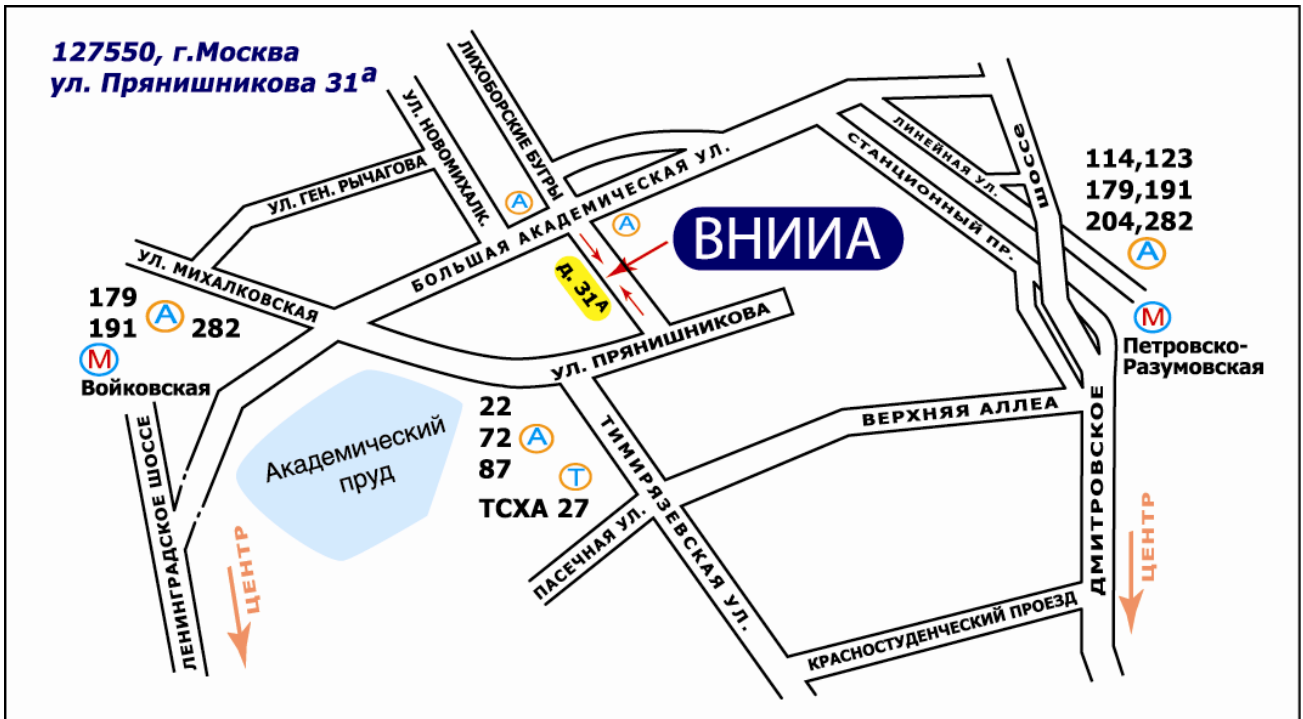 127550, г.Москва
ул. Прянишникова 31а
ЛИХОБОРСКИЕ БУГРЫ
УЛ. НОВОМИХАЛК.
УЛ. ГЕН. РЫЧАГОВА
УЛ. МИХАЛКОВСКАЯ
БОЛЬШАЯ АКАДЕМИЧЕСКАЯ УЛ.
А
А
ВНИИА
д. 31А
УЛ. ПРЯНИШНИКОВА
ЛИНЕЙНАЯ УЛ.
СТАНЦИОННЫЙ ПР.
шоссе
114,123
179,191
204,282
А
М
Петровско-
Разумовская
179
191 А 282
М
Войковская
ЛЕНИНГРАДСКОЕ ШОССЕ
ЦЕНТР
Академический
пруд
22
72 А
87
Т
ТСХА 27
ТИМИРЯЗЕВСКАЯ УЛ.
ПАСЕЧНАЯ УЛ.
ВЕРХНЯЯ АЛЛЕА
ДМИТРОВСКОЕ
ЦЕНТР
КРАСНОСТУДЕНЧЕСКИЙ ПРОЕЗД